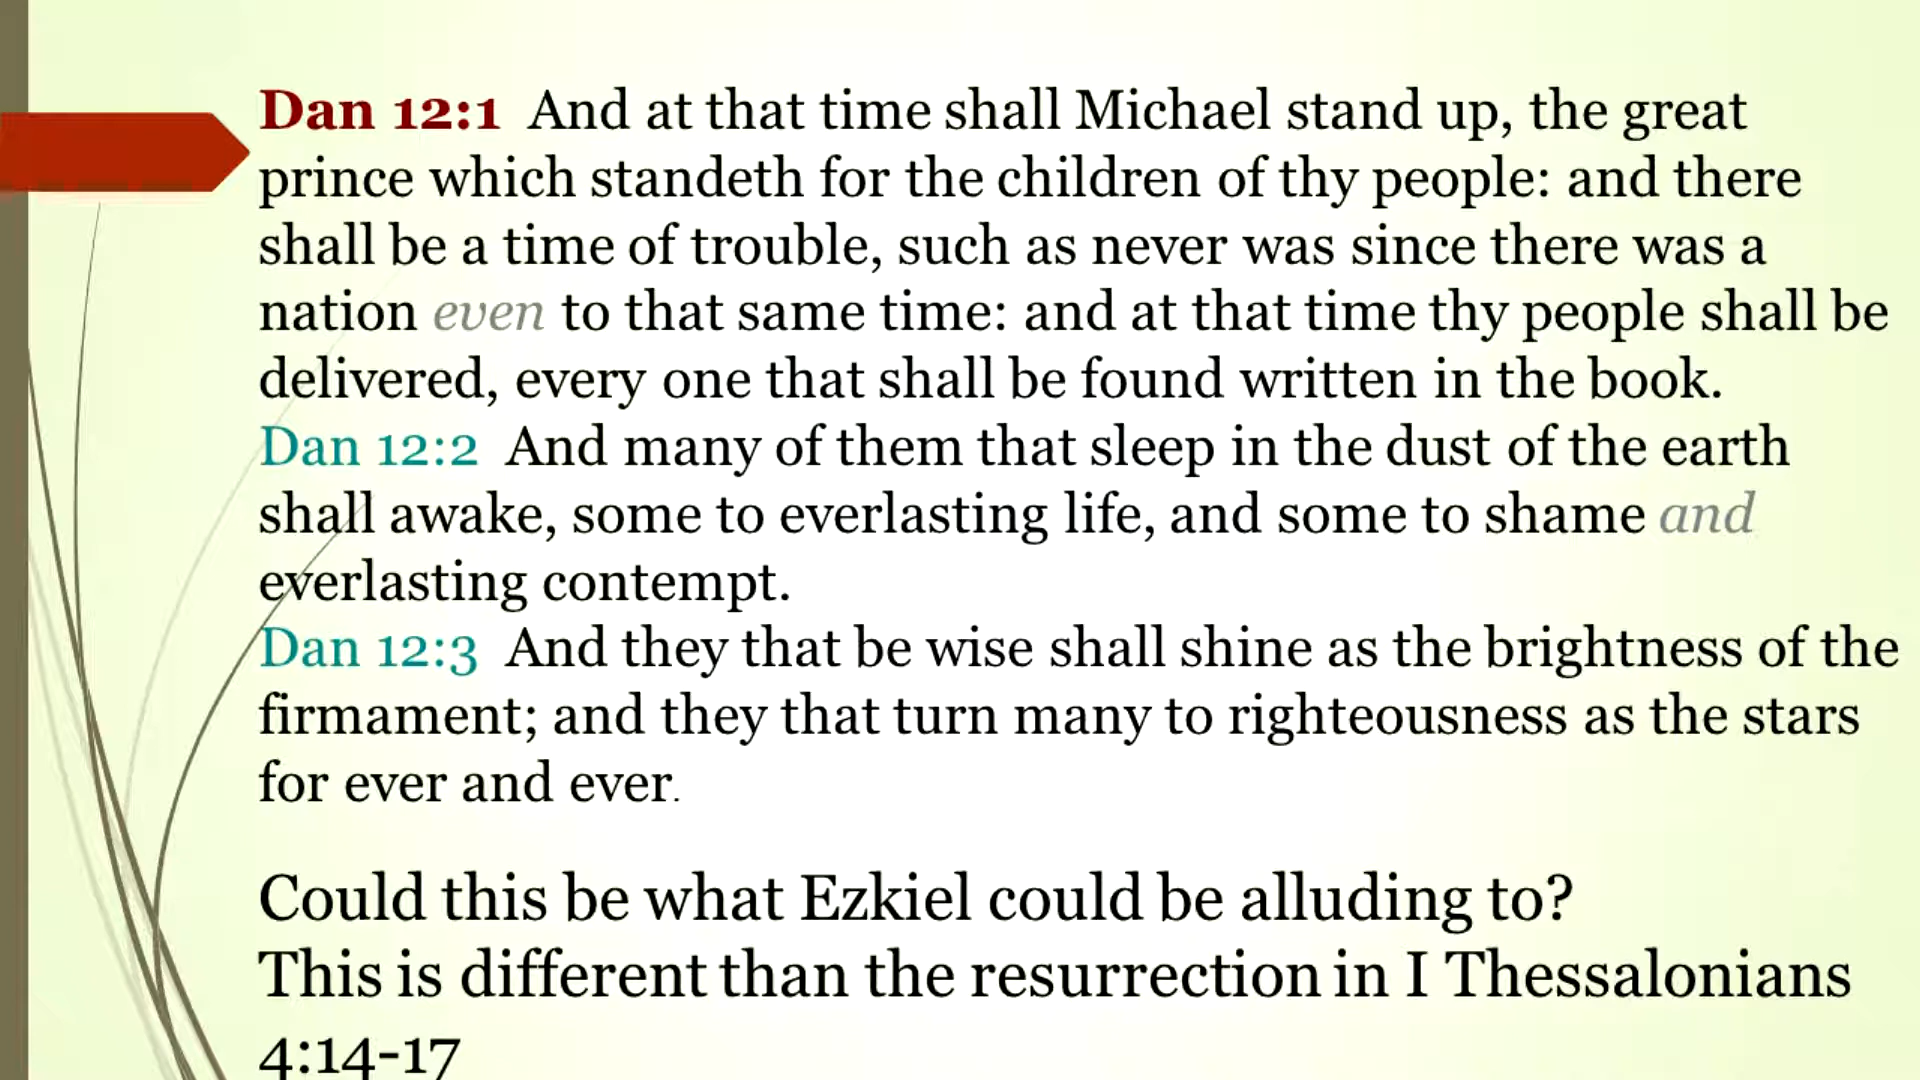 Dan 12:1 And at that time shall Michael stand up, the great
prince which standeth for the children of thy people: and there
shall be a time of trouble, such as never was since there was a
nation even to that same time: and at that time thy people shall be
delivered, every one that shall be found written in the book.
Dan 12:2 And many of them that sleep in the dust of the earth
shall awake, some to everlasting life, and some to shame and
everlasting contempt.
Dan 12:3 And they that be wise shall shine as the brightness of the
firmament; and they that turn many to righteousness as the stars
for ever and ever.
Could this be what Ezkiel could be alluding to?
This is different than the resurrection in I Thessalonians
4:14-17